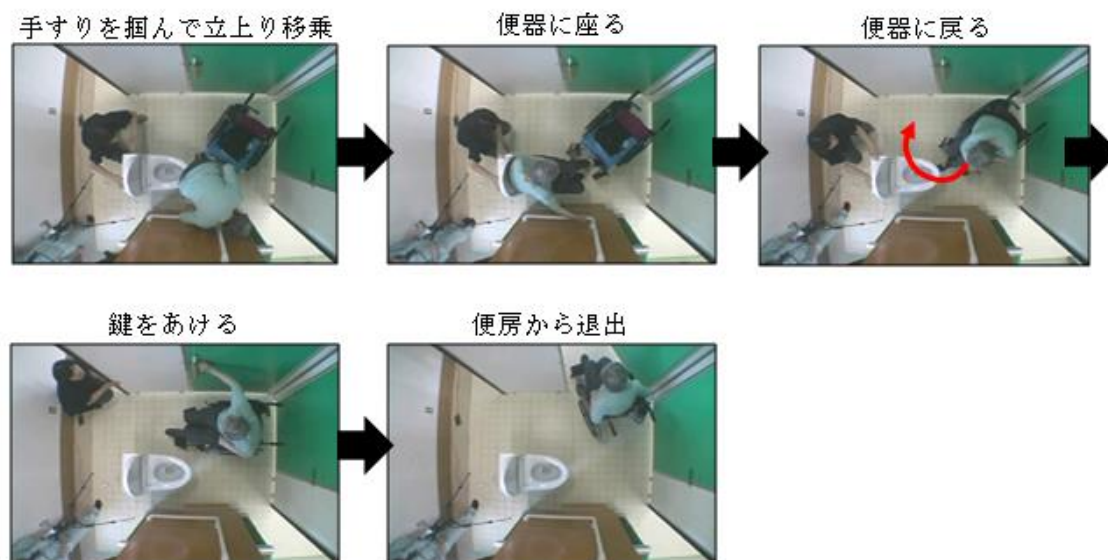 手すりを掴んで立上り移乗
便器に座る
便器に戻る
鍵をあける
便房から退出